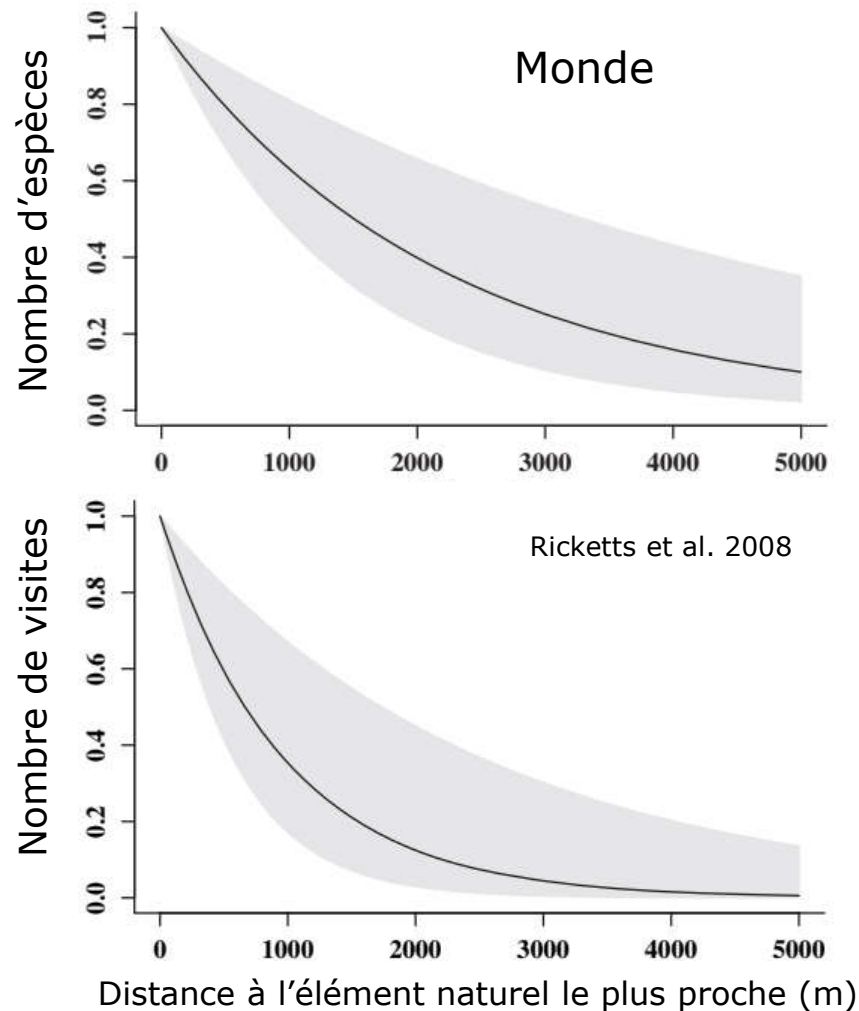 Monde
Nombre d'espèces
1.0
0.8
0.6
0.4
0.2
0.0
0 1000 2000 3000 4000 5000
Ricketts et al. 2008
Nombre de visites
1.0
0.8
0.6
0.4
0.2
0.0
0 1000 2000 3000 4000 5000
Distance à l'élément naturel le plus proche (m)